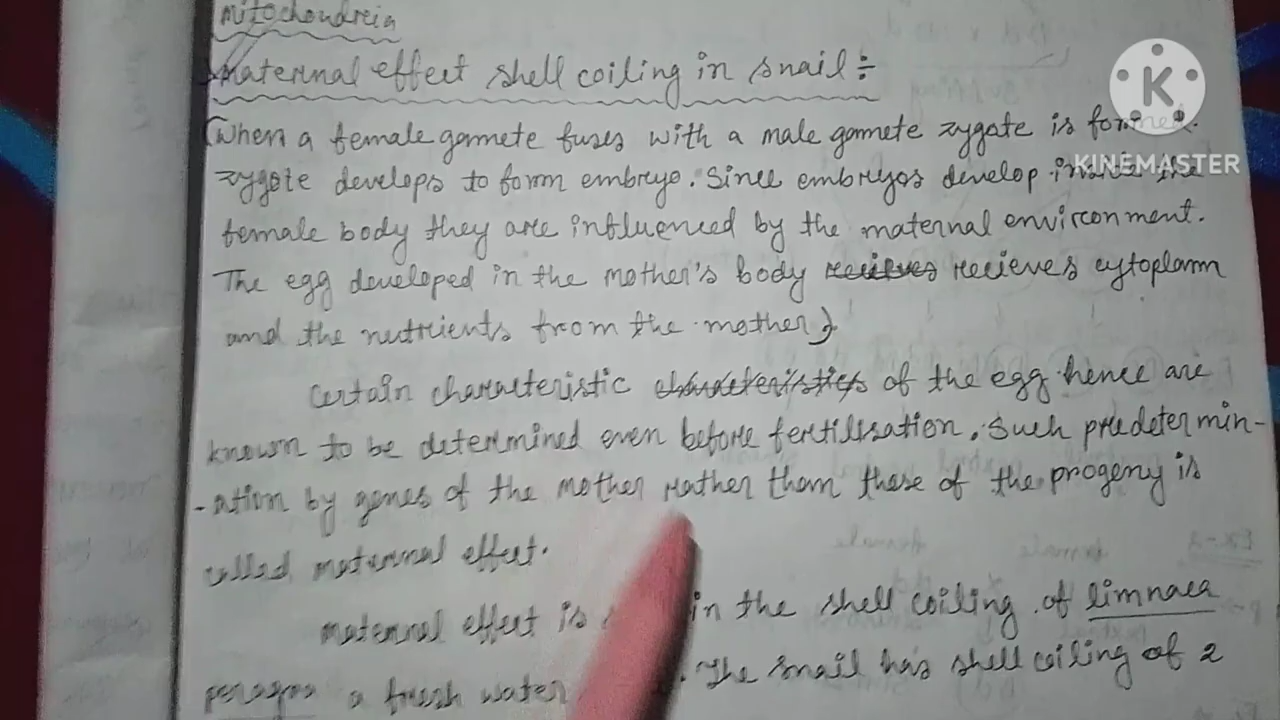 Mitochondria
Maternal effect shell coiling in snail :-
(When a female gamete fuses with a male gamete zygate is formed.
zygote develops to form embryo. Since embryos develop inside the
female body they are influenced by the maternal environment.
The egg developed in the mother's body recieves recieves cytoplasm
and the nutrients from the mother).
Certain characteristic characteristics of the egg hence are
known to be determined even before fertilisation. Such predetermin-
-ation by genes of the mother rather than these of the progeny is
called maternal effect.
maternal effect is in the shell coiling of limnaea
peragra a fresh water . The snail has shell coiling of 2
K
KINEMASTER